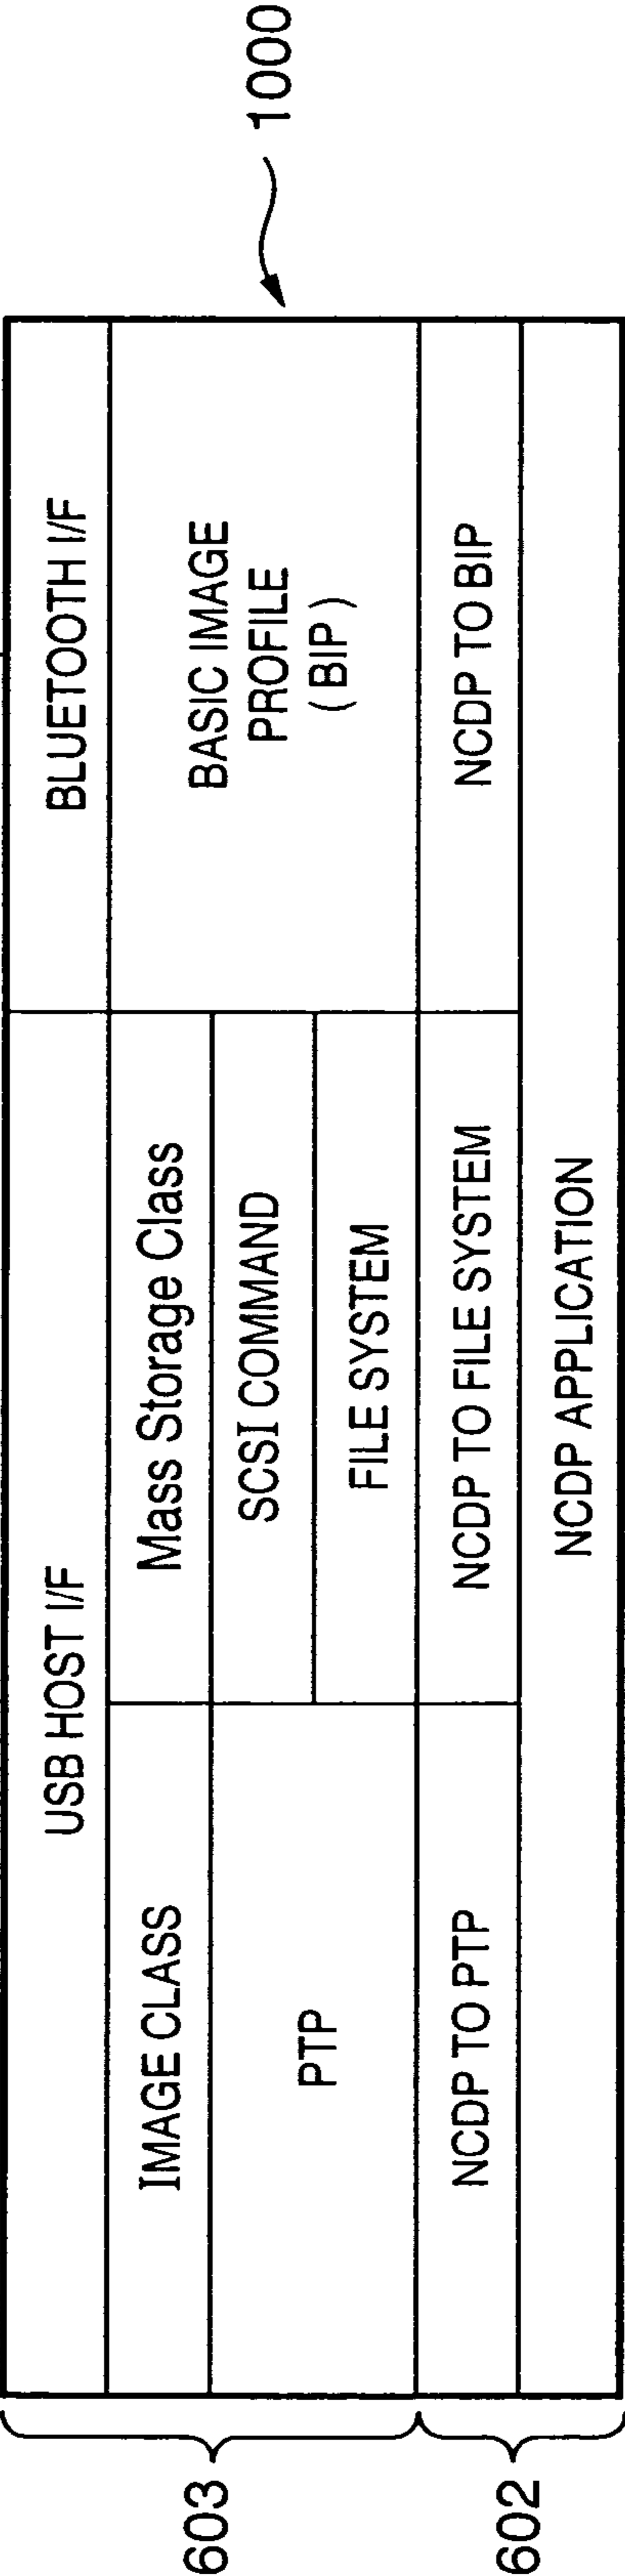 1000
USB HOST I/F
BLUETOOTH I/F
IMAGE CLASS
Mass Storage Class
BASIC IMAGE
PROFILE
( BIP )
SCSI COMMAND
PTP
FILE SYSTEM
603
NCDP TO PTP
NCDP TO FILE SYSTEM
NCDP TO BIP
NCDP APPLICATION
602